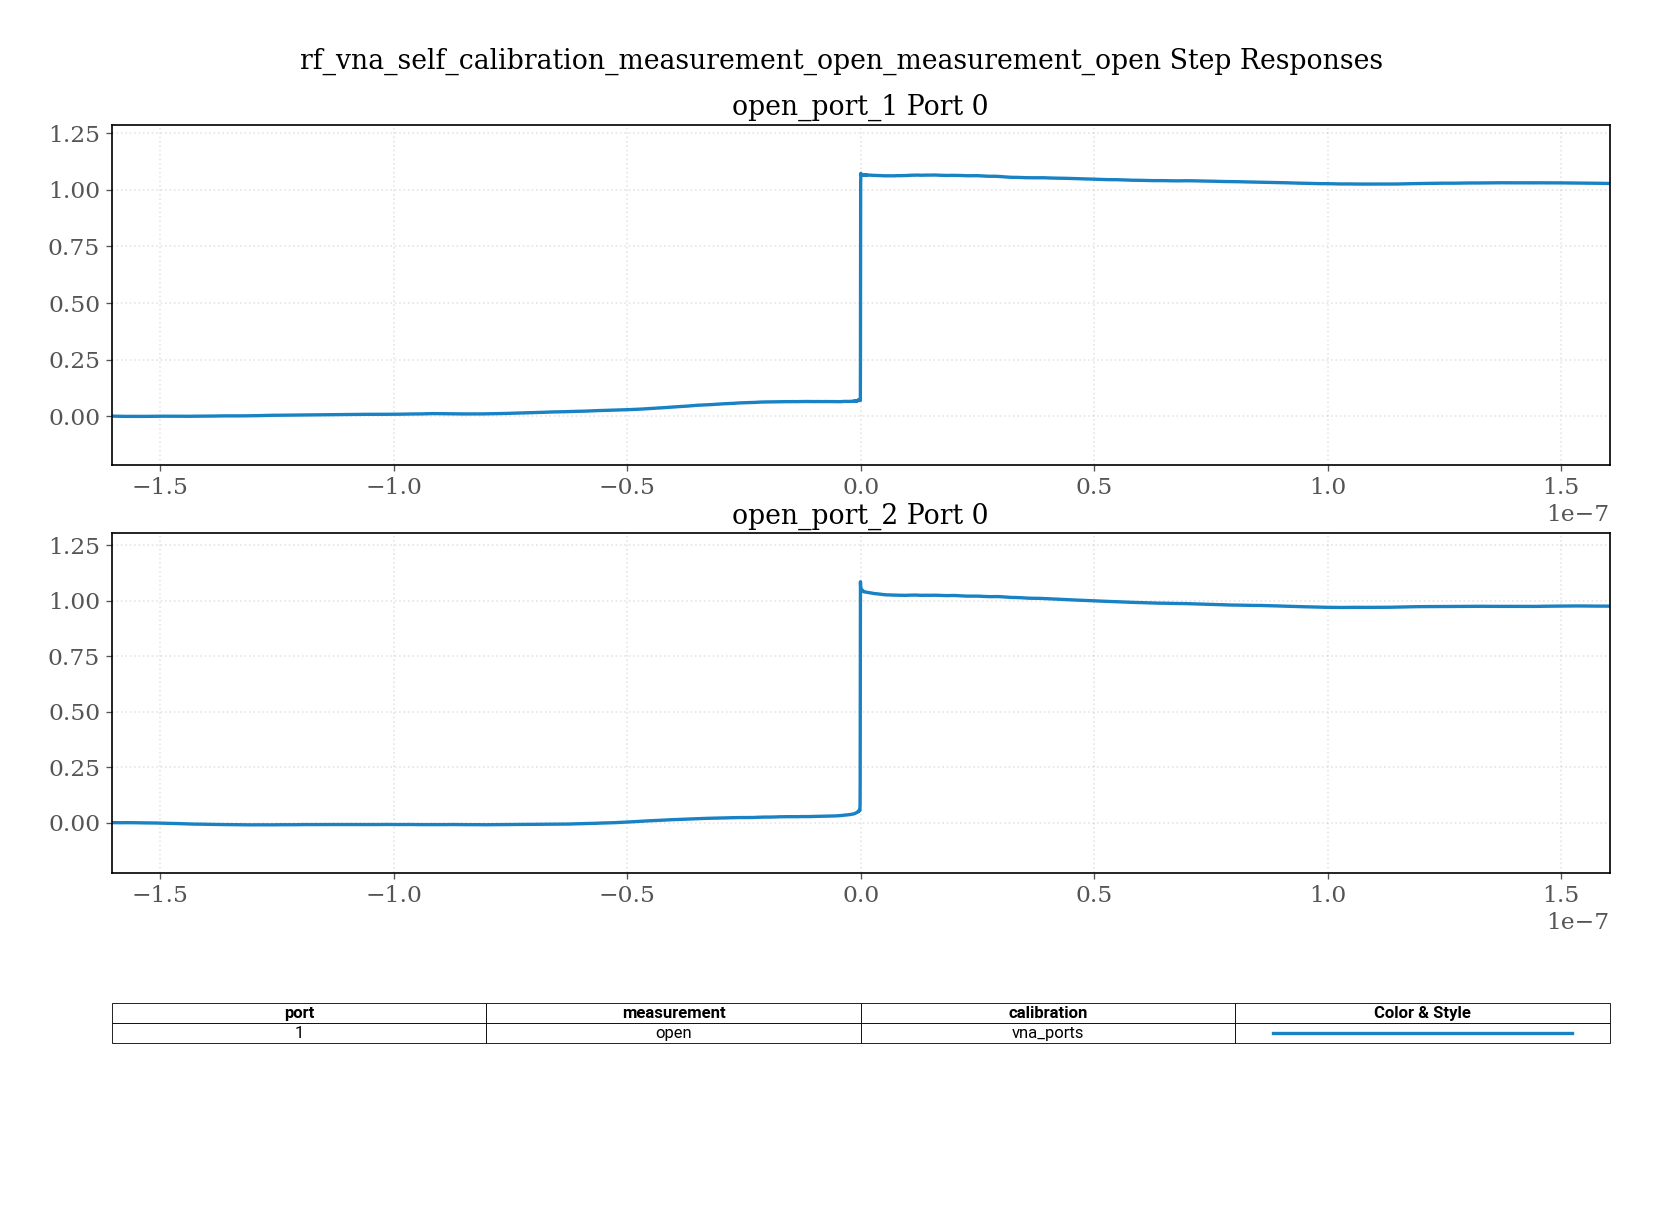 rf_vna_self_calibration_measurement_open_measurement_open Step Responses
open_port_1 Port 0
1.25
1.00
0.75
0.50
0.25
0.00
−1.5 −1.0 −0.5 0.0 0.5 1.0 1.5
1e−7
open_port_2 Port 0
1.25
1.00
0.75
0.50
0.25
0.00
−1.5 −1.0 −0.5 0.0 0.5 1.0 1.5
1e−7
port measurement calibration Color & Style
1 open vna_ports